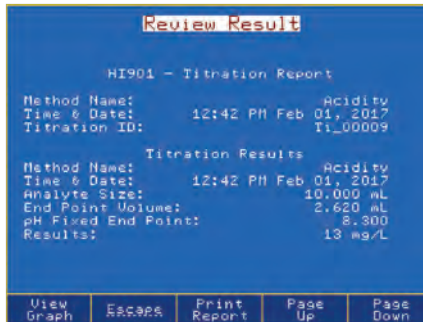 Review Result
HI901 - Titration Report
Method Name: Acidity
Time & Date: 12:42 PM Feb 01, 2017
Titration ID: Ti_00009
Titration Results
Method Name: Acidity
Time & Date: 12:42 PM Feb 01, 2017
Analyte Size: 10.000 mL
End Point Volume: 2.620 mL
pH Fixed End Point: 8.300
Results: 13 mg/L
View Graph
Escape
Print Report
Page Up
Page Down